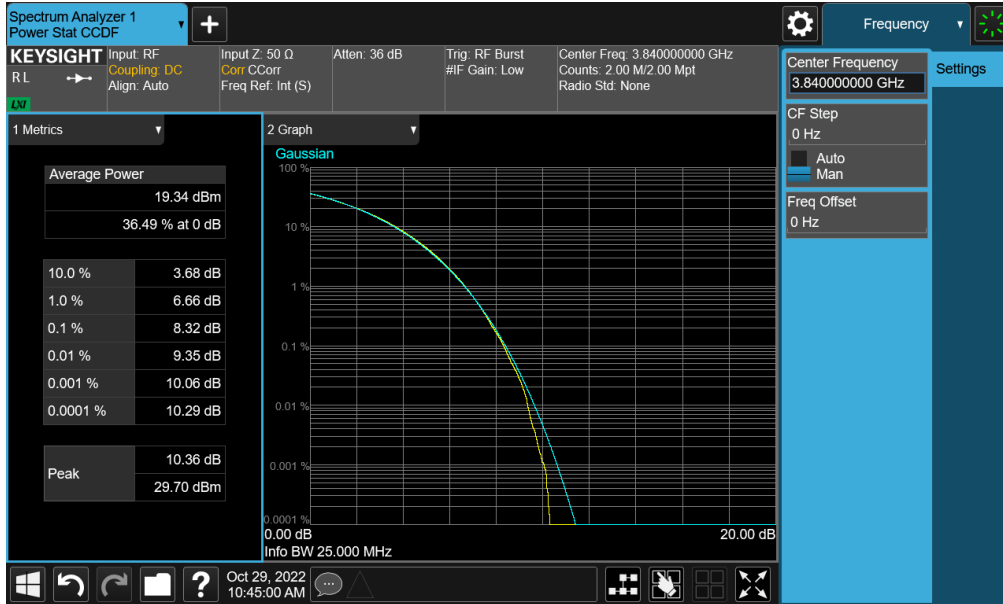 Spectrum Analyzer 1
Power Stat CCDF
Frequency
KEYSIGHT
RL
LXI
Input: RF
Coupling: DC
Align: Auto
Input Z: 50 Ω
Corr CCorr
Freq Ref: Int (S)
Atten: 36 dB
Trig: RF Burst
#IF Gain: Low
Center Freq: 3.840000000 GHz
Counts: 2.00 M/2.00 Mpt
Radio Std: None
Center Frequency
3.840000000 GHz
Settings
CF Step
0 Hz
Auto
Man
Freq Offset
0 Hz
1 Metrics
Average Power
19.34 dBm
36.49 % at 0 dB
10.0 % 3.68 dB
1.0 % 6.66 dB
0.1 % 8.32 dB
0.01 % 9.35 dB
0.001 % 10.06 dB
0.0001 % 10.29 dB
Peak
10.36 dB
29.70 dBm
2 Graph
Gaussian
100 %
10 %
1 %
0.1 %
0.01 %
0.001 %
0.0001 %
0.00 dB
20.00 dB
Info BW 25.000 MHz
Oct 29, 2022
10:45:00 AM